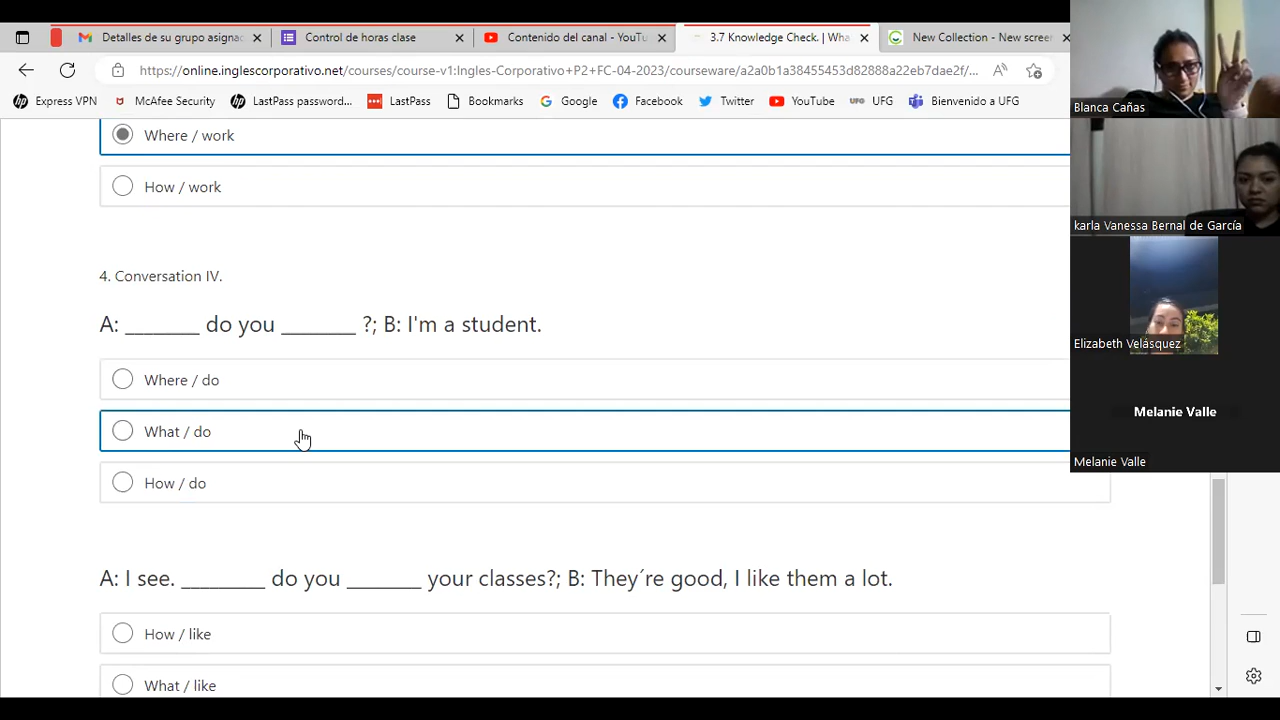 Detalles de su grupo asigna
Control de horas clase
Contenido del canal - YouTu
3.7 Knowledge Check. | Wha
New Collection - New screen
https://online.inglescorporativo.net/courses/course-v1:Ingles-Corporativo+P2+FC-04-2023/courseware/a2a0b1a38455453d82888a22eb7dae2f/...
Express VPN
McAfee Security
LastPass password...
LastPass
Bookmarks
Google
Facebook
Twitter
YouTube
UFG
Bienvenido a UFG
Where / work
How / work
4. Conversation IV.
A: ________ do you ________ ?; B: I'm a student.
Where / do
What / do
How / do
A: I see. _________ do you ________ your classes?; B: They´re good, I like them a lot.
How / like
What / like
Blanca Cañas
karla Vanessa Bernal de García
Elizabeth Velásquez
Melanie Valle
Melanie Valle